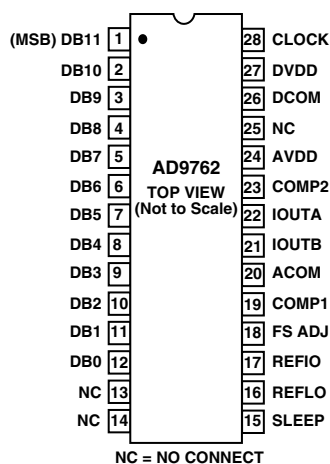 (MSB) DB11 1 28 CLOCK
DB10 2 27 DVDD
DB9 3 26 DCOM
DB8 4 25 NC
DB7 5 24 AVDD
AD9762
DB6 6 23 COMP2
TOP VIEW
DB5 7 22 IOUTA
(Not to Scale)
DB4 8 21 IOUTB
DB3 9 20 ACOM
DB2 10 19 COMP1
DB1 11 18 FS ADJ
DB0 12 17 REFIO
NC 13 16 REFLO
NC 14 15 SLEEP
NC = NO CONNECT